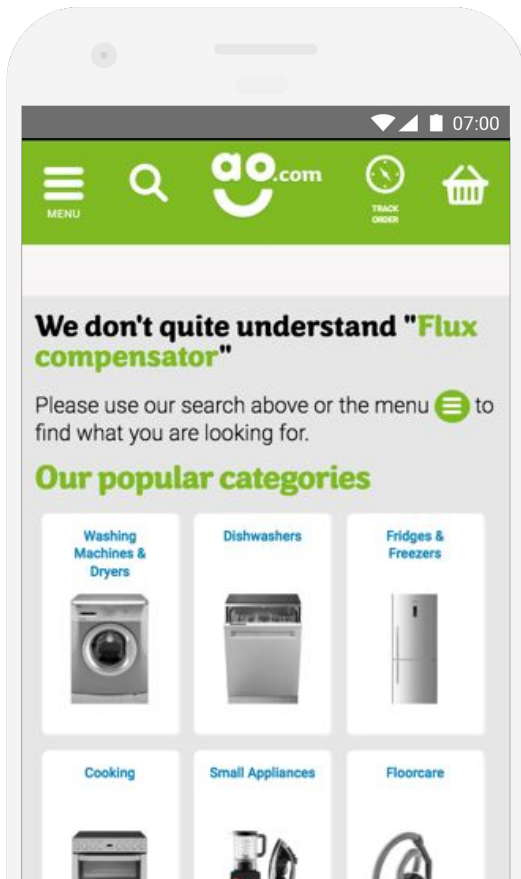 07:00
ao.com
MENU
TRACK
ORDER
We don't quite understand "Flux
compensator"
Please use our search above or the menu to
find what you are looking for.
Our popular categories
Washing
Machines &
Dryers
Dishwashers
Fridges &
Freezers
Cooking
Small Appliances
Floorcare